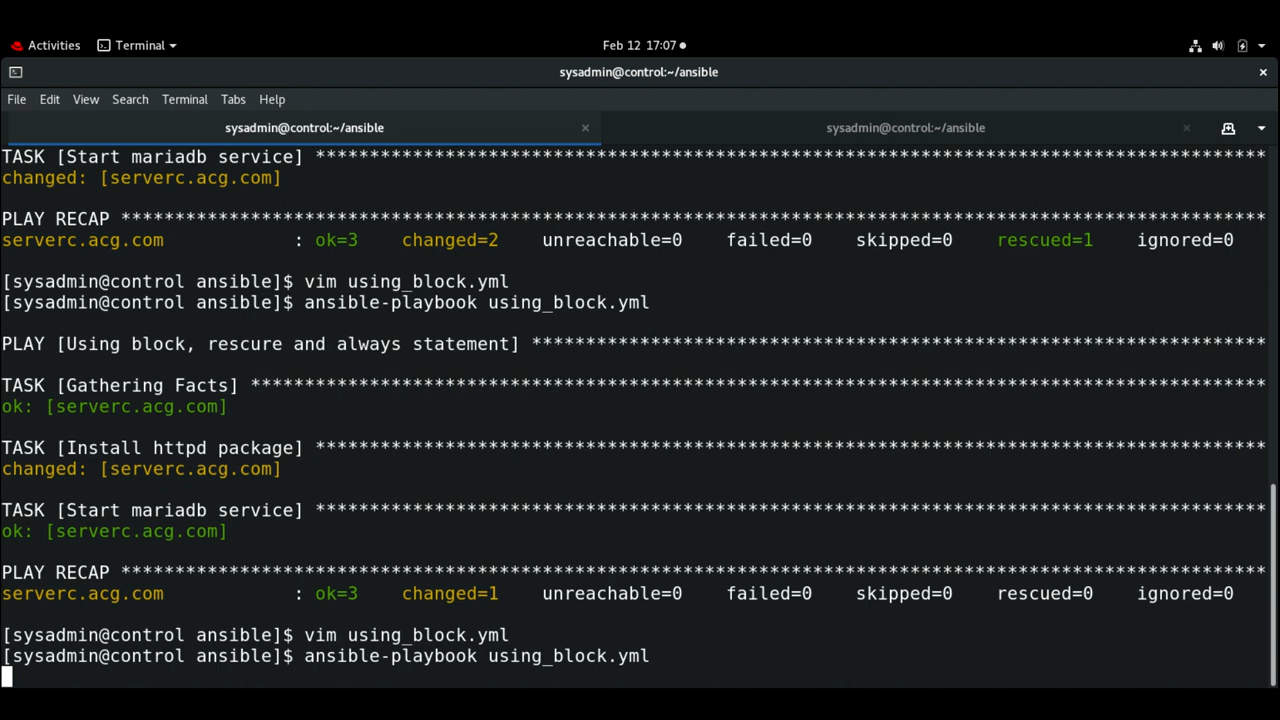 Activities Terminal Feb 12 17:07
sysadmin@control:~/ansible
File Edit View Search Terminal Tabs Help
sysadmin@control:~/ansible sysadmin@control:~/ansible
TASK [Start mariadb service] ****************************************************************************************
changed: [serverc.acg.com]
PLAY RECAP **********************************************************************************************************
serverc.acg.com : ok=3 changed=2 unreachable=0 failed=0 skipped=0 rescued=1 ignored=0
[sysadmin@control ansible]$ vim using_block.yml
[sysadmin@control ansible]$ ansible-playbook using_block.yml
PLAY [Using block, rescure and always statement] ********************************************************************
TASK [Gathering Facts] **********************************************************************************************
ok: [serverc.acg.com]
TASK [Install httpd package] ****************************************************************************************
changed: [serverc.acg.com]
TASK [Start mariadb service] ****************************************************************************************
ok: [serverc.acg.com]
PLAY RECAP **********************************************************************************************************
serverc.acg.com : ok=3 changed=1 unreachable=0 failed=0 skipped=0 rescued=0 ignored=0
[sysadmin@control ansible]$ vim using_block.yml
[sysadmin@control ansible]$ ansible-playbook using_block.yml